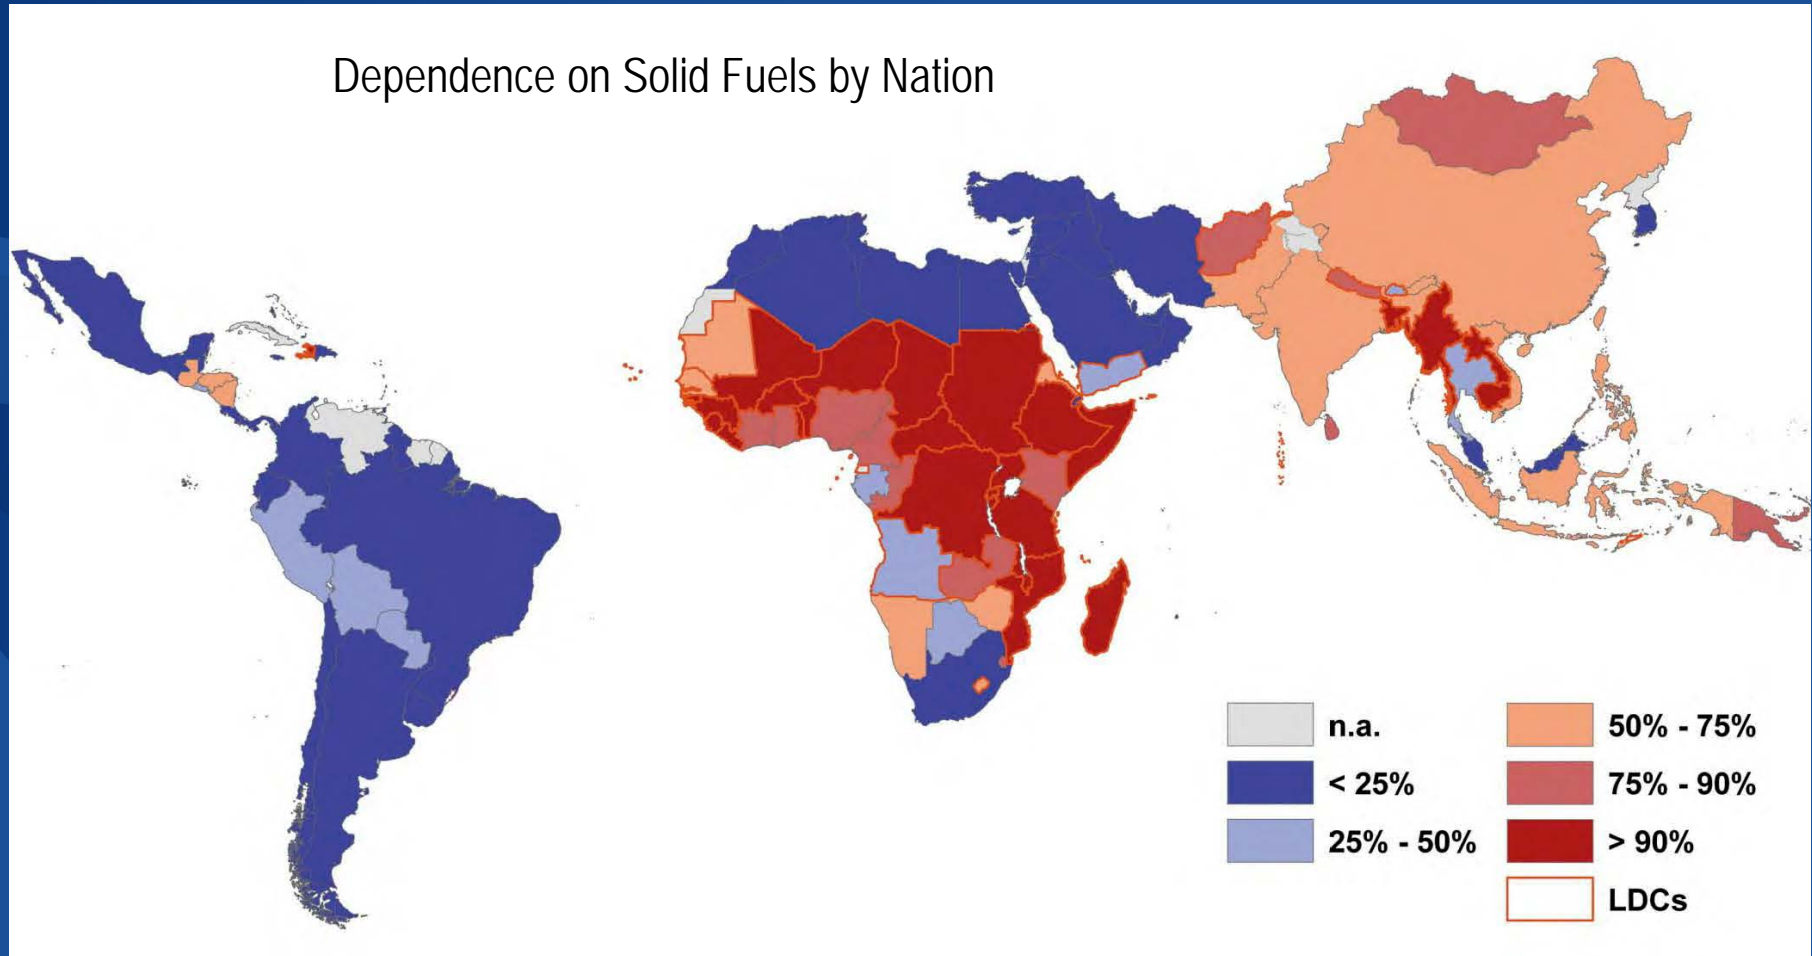 Dependence on Solid Fuels by Nation
n.a.
< 25%
25% - 50%
50% - 75%
75% - 90%
> 90%
LDCs